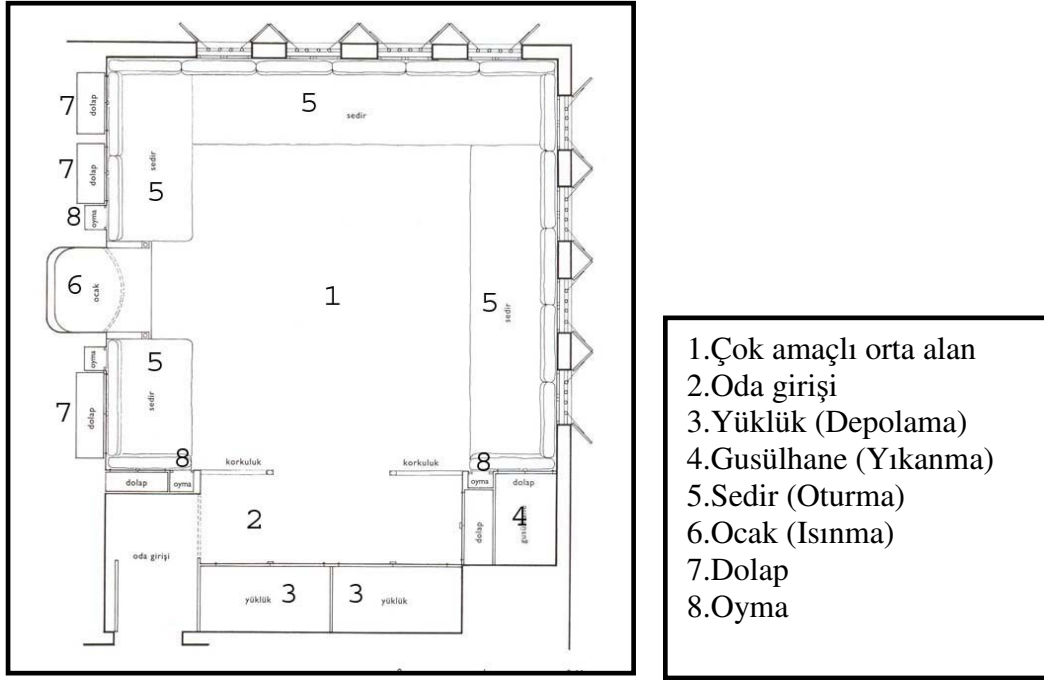 5
sedir
7
dolap
7
dolap
sedir
5
8
oyma
6
ocak
1
5
sedir
oyma
5
sedir
7
dolap
8
korkuluk
korkuluk
8
dolap
oyma
oyma
dolap
2
dolap
4
gusülhane
oda girişi
yüklük 3
3 yüklük
1.Çok amaçlı orta alan
2.Oda girişi
3.Yüklük (Depolama)
4.Gusülhane (Yıkanma)
5.Sedir (Oturma)
6.Ocak (Isınma)
7.Dolap
8.Oyma